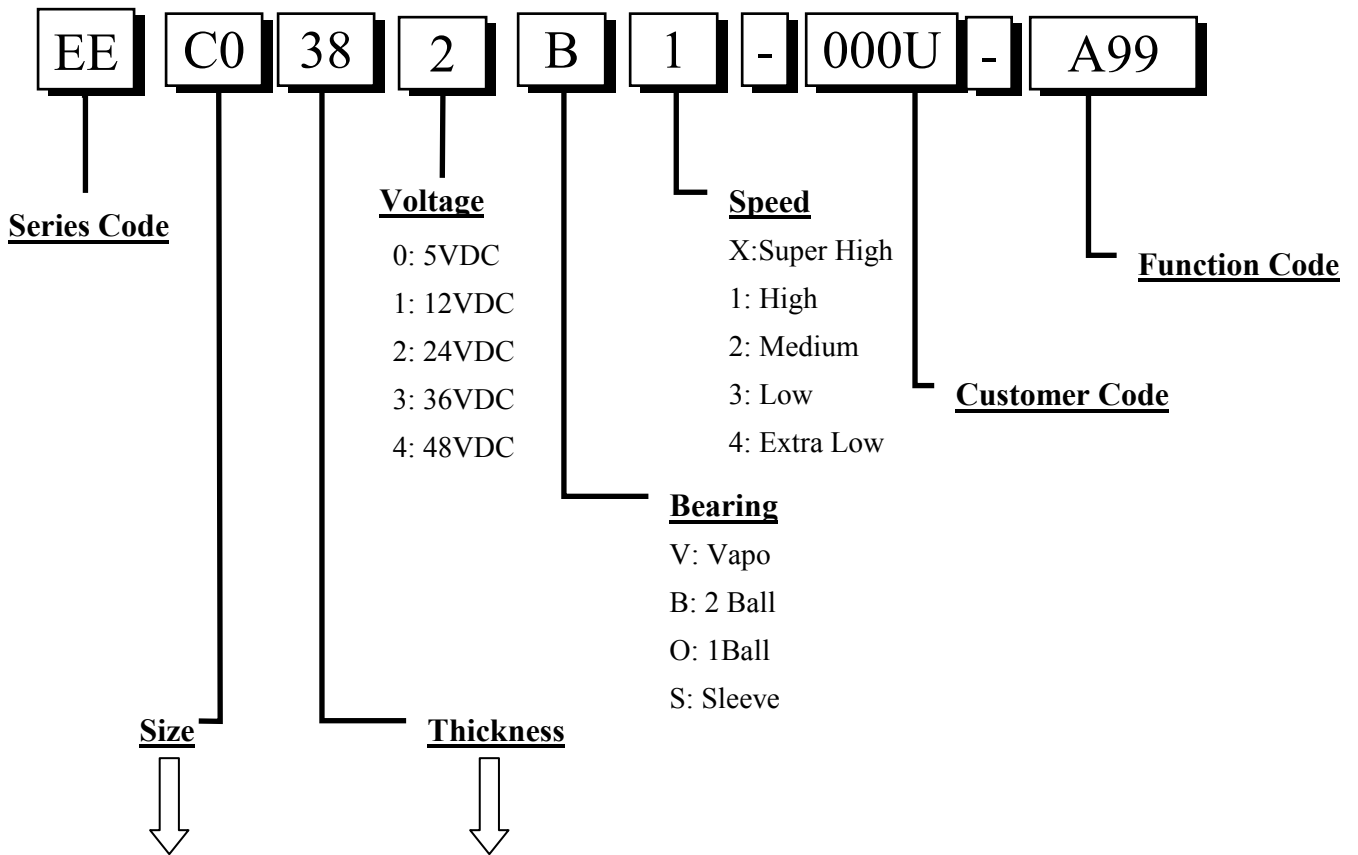 EE C0 38 2 B 1 - 000U - A99
Series Code
Voltage
0: 5VDC
1: 12VDC
2: 24VDC
3: 36VDC
4: 48VDC
Speed
X:Super High
1: High
2: Medium
3: Low
4: Extra Low
Function Code
Customer Code
Bearing
V: Vapo
B: 2 Ball
O: 1Ball
S: Sleeve
Size
Thickness